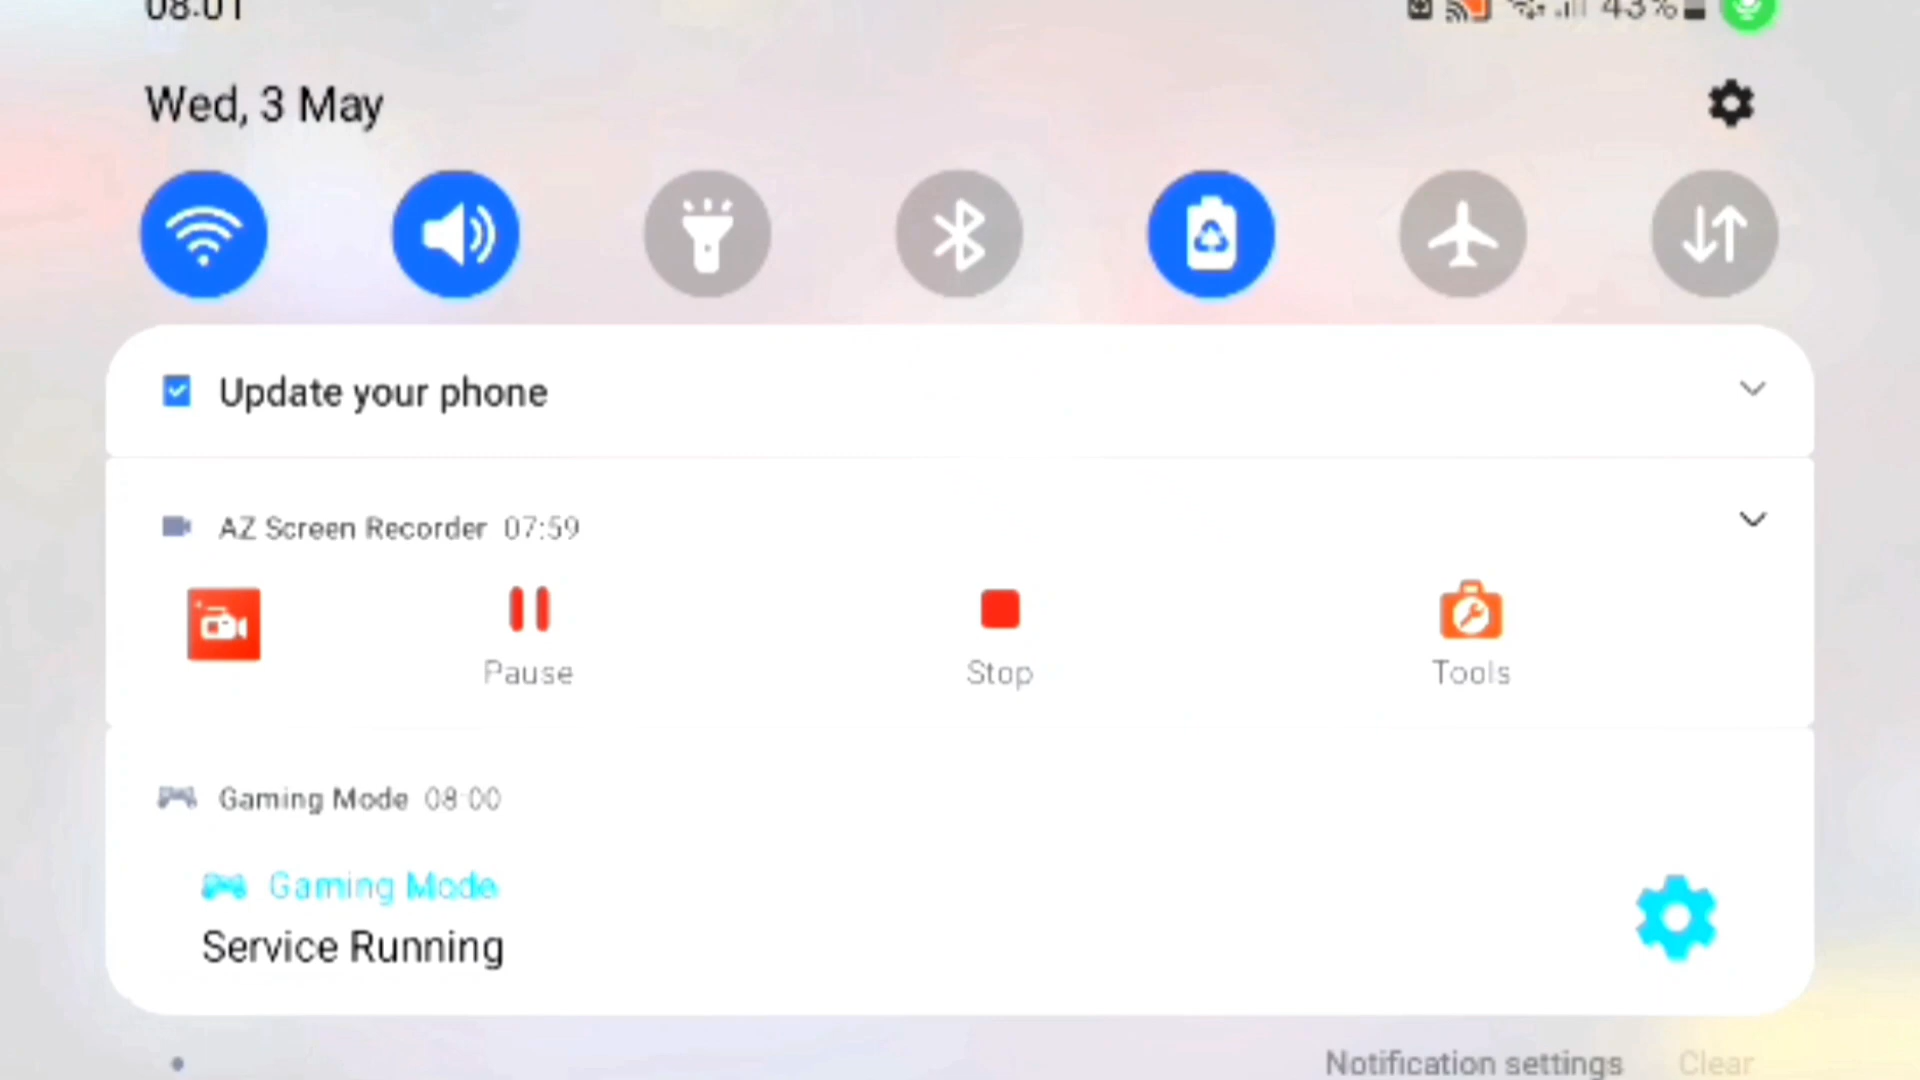 08:01
43%
Wed, 3 May
Update your phone
AZ Screen Recorder 07:59
Pause
Stop
Tools
Gaming Mode 08:00
Gaming Mode
Service Running
Notification settings
Clear